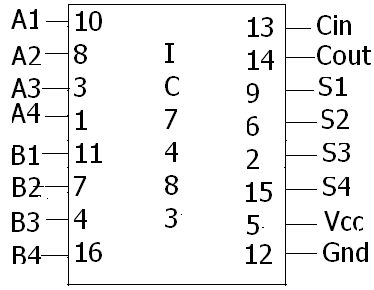 A1 10 13 Cin
A2 8 I 14 Cout
A3 3 C 9 S1
A4 1 7 6 S2
B1 11 4 2 S3
B2 7 8 15 S4
B3 4 3 5 Vcc
B4 16 12 Gnd